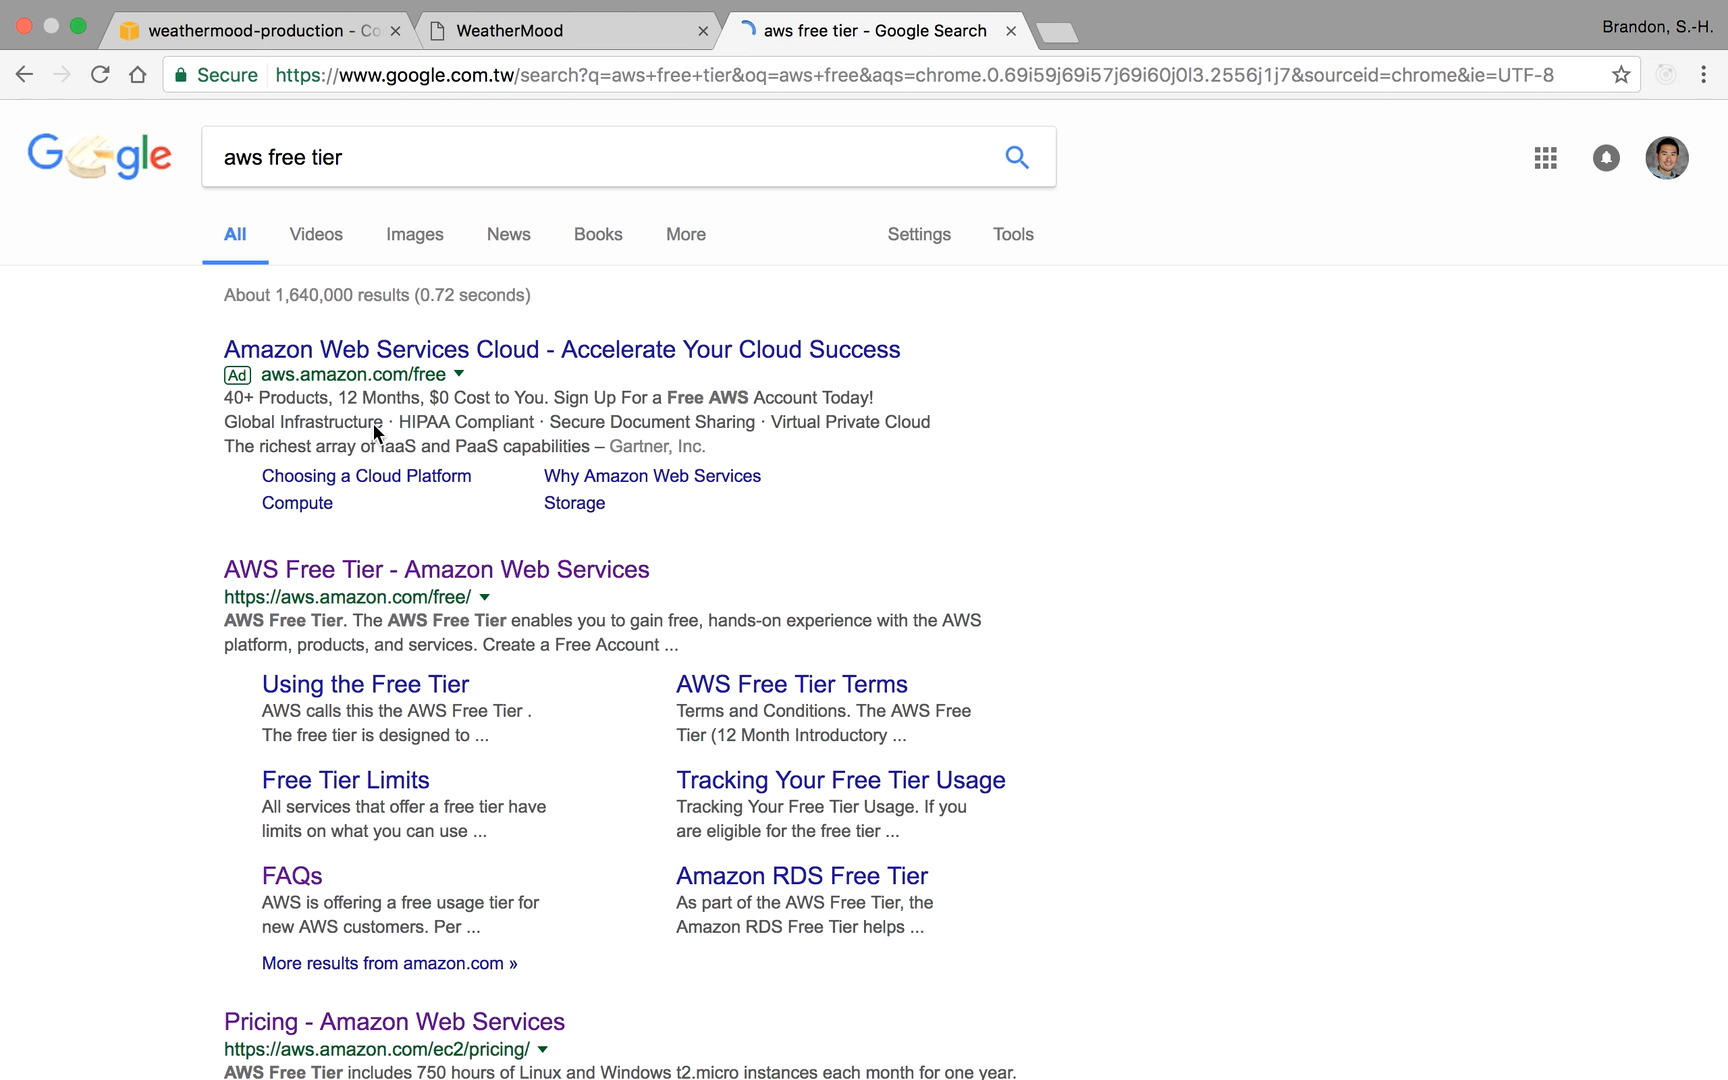 weathermood-production - Co
WeatherMood
aws free tier - Google Search
Brandon, S.-H.
Secure https://www.google.com.tw/search?q=aws+free+tier&oq=aws+free&aqs=chrome.0.69i59j69i57j69i60j0l3.2556j1j7&sourceid=chrome&ie=UTF-8
Google
aws free tier
All Videos Images News Books More Settings Tools
About 1,640,000 results (0.72 seconds)
Amazon Web Services Cloud - Accelerate Your Cloud Success
Ad aws.amazon.com/free
40+ Products, 12 Months, $0 Cost to You. Sign Up For a Free AWS Account Today!
Global Infrastructure · HIPAA Compliant · Secure Document Sharing · Virtual Private Cloud
The richest array of IaaS and PaaS capabilities – Gartner, Inc.
Choosing a Cloud Platform Why Amazon Web Services
Compute Storage
AWS Free Tier - Amazon Web Services
https://aws.amazon.com/free/
AWS Free Tier. The AWS Free Tier enables you to gain free, hands-on experience with the AWS
platform, products, and services. Create a Free Account ...
Using the Free Tier
AWS calls this the AWS Free Tier .
The free tier is designed to ...
AWS Free Tier Terms
Terms and Conditions. The AWS Free
Tier (12 Month Introductory ...
Free Tier Limits
All services that offer a free tier have
limits on what you can use ...
Tracking Your Free Tier Usage
Tracking Your Free Tier Usage. If you
are eligible for the free tier ...
FAQs
AWS is offering a free usage tier for
new AWS customers. Per ...
Amazon RDS Free Tier
As part of the AWS Free Tier, the
Amazon RDS Free Tier helps ...
More results from amazon.com »
Pricing - Amazon Web Services
https://aws.amazon.com/ec2/pricing/
AWS Free Tier includes 750 hours of Linux and Windows t2.micro instances each month for one year.